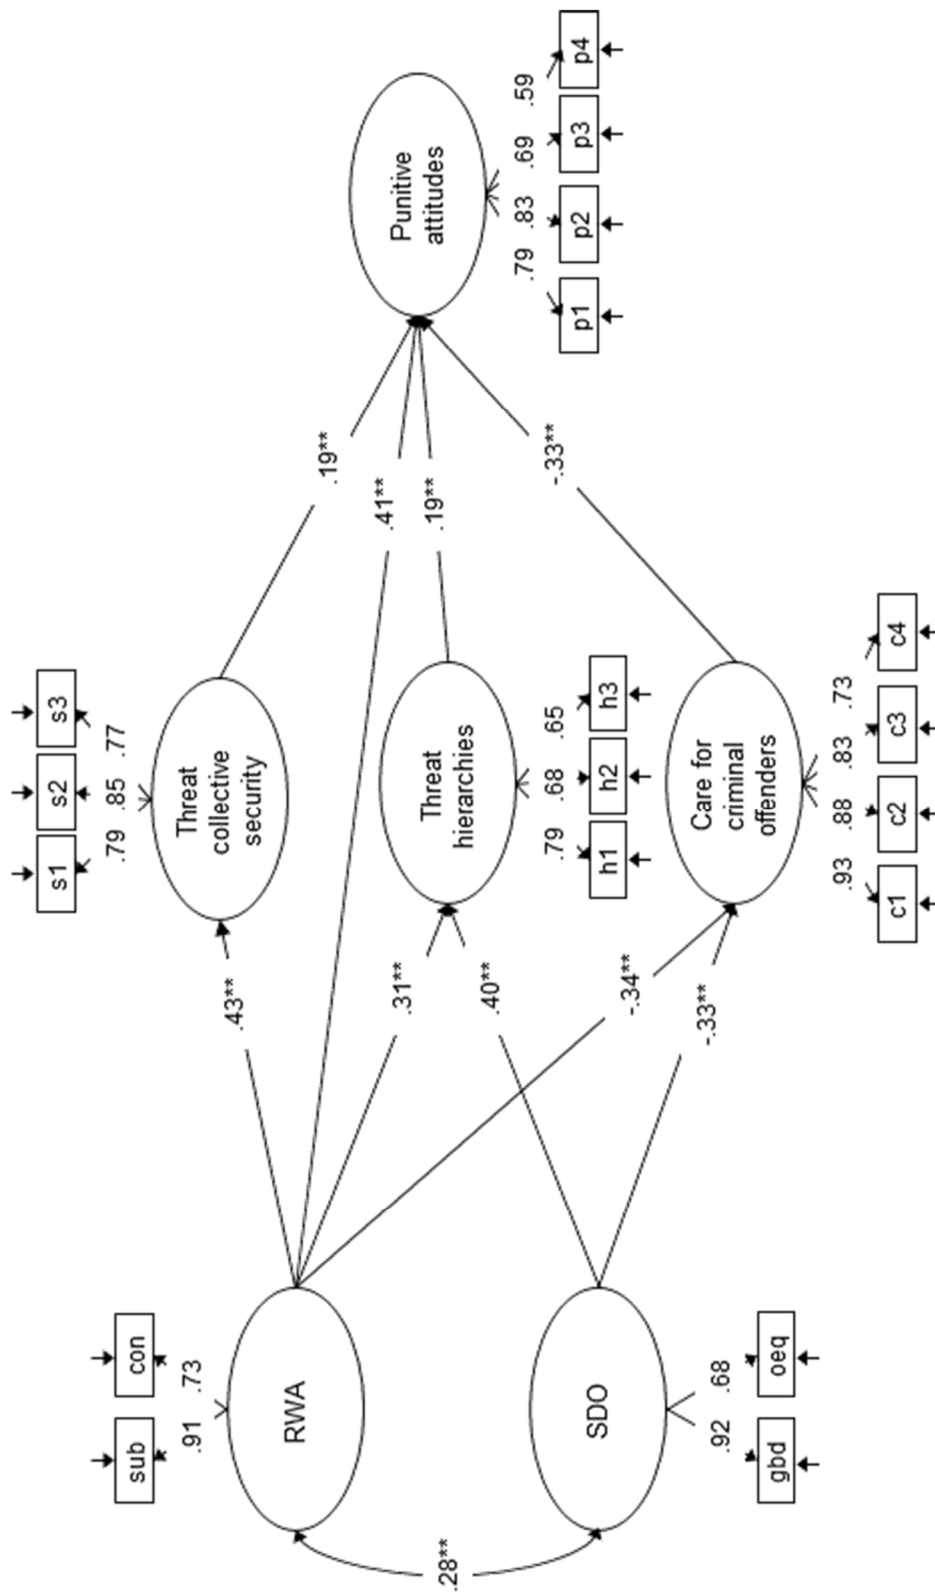 s1
s2
s3
.79
.85
.77
Threat
collective
security
sub
con
.91
.73
RWA
.43**
.19**
.41**
.31**
.19**
Threat
hierarchies
.79
.68
.65
h1
h2
h3
Punitive
attitudes
.79
.83
.69
.59
p1
p2
p3
p4
.28**
SDO
.40**
-.34**
-.33**
-.33**
.92
.68
gbd
oeq
Care for
criminal
offenders
.93
.88
.83
.73
c1
c2
c3
c4